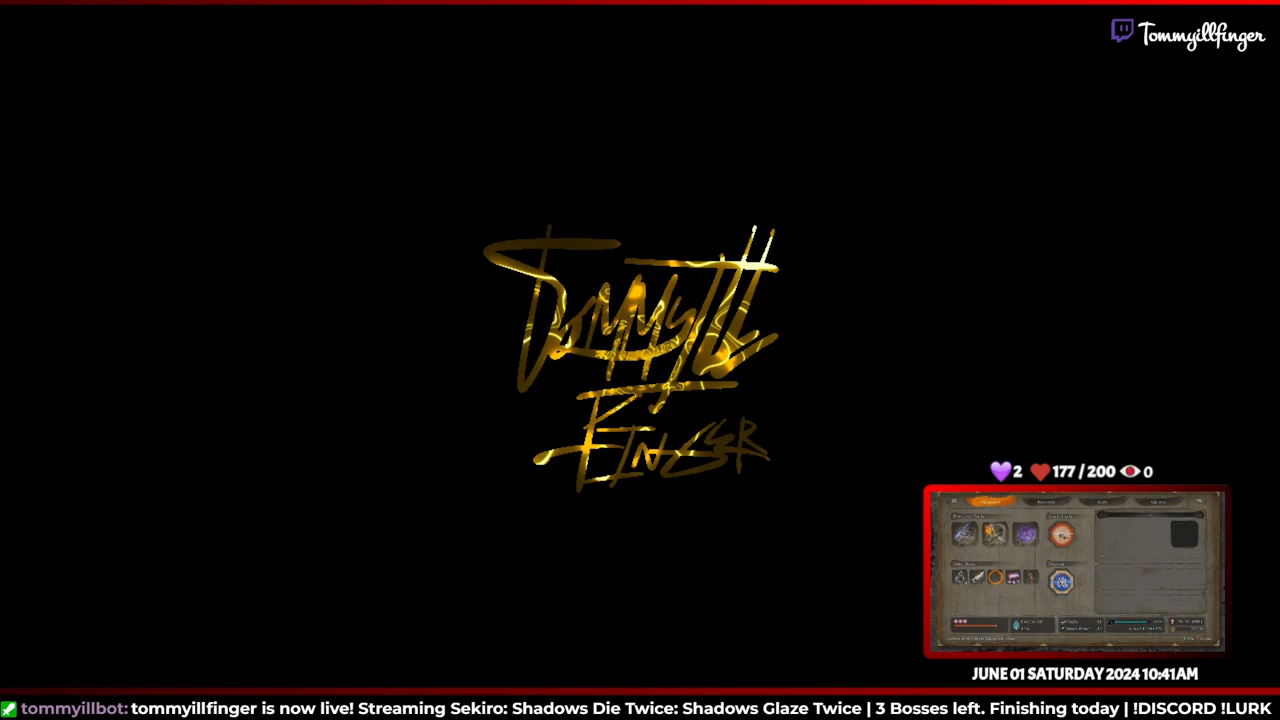 Tommyillfinger
Tommyill
FINGER
2 177 / 200 0
JUNE 01 SATURDAY 2024 10:41AM
tommyillbot: tommyillfinger is now live! Streaming Sekiro: Shadows Die Twice: Shadows Glaze Twice | 3 Bosses left. Finishing today | !DISCORD !LURK